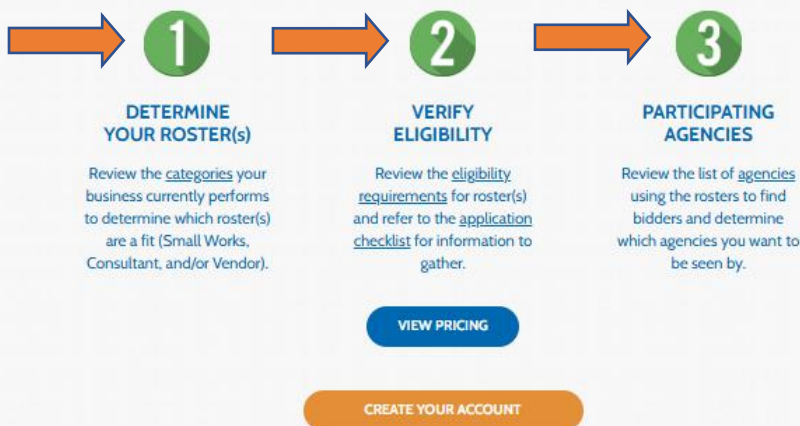 1
2
3
DETERMINE
YOUR ROSTER(s)
Review the categories your
business currently performs
to determine which roster(s)
are a fit (Small Works,
Consultant, and/or Vendor).
VERIFY
ELIGIBILITY
Review the eligibility
requirements for roster(s)
and refer to the application
checklist for information to
gather.
PARTICIPATING
AGENCIES
Review the list of agencies
using the rosters to find
bidders and determine
which agencies you want to
be seen by.
VIEW PRICING
CREATE YOUR ACCOUNT